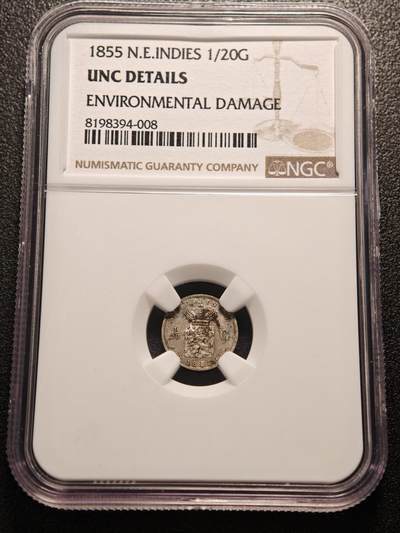 1855 N.E.INDIES 1/20G
UNC DETAILS
ENVIRONMENTAL DAMAGE
8198394-008
NUMISMATIC GUARANTY COMPANY NGC®